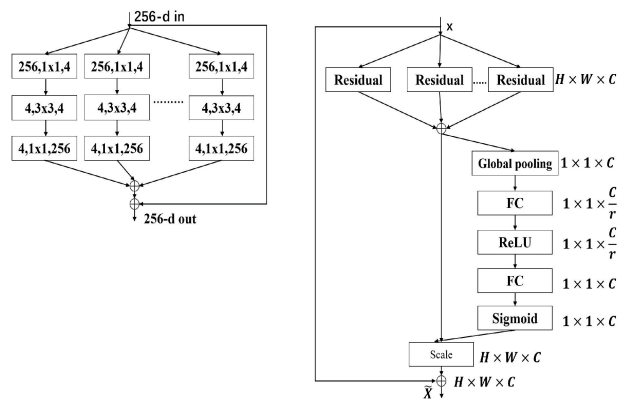 256-d in
256,1x1,4 256,1x1,4 256,1x1,4
4,3x3,4 4,3x3,4 ......... 4,3x3,4
4,1x1,256 4,1x1,256 4,1x1,256
256-d out
x
Residual Residual ..... Residual H × W × C
Global pooling 1 × 1 × C
FC 1 × 1 × C/r
ReLU 1 × 1 × C/r
FC 1 × 1 × C
Sigmoid 1 × 1 × C
Scale H × W × C
H × W × C
X̃